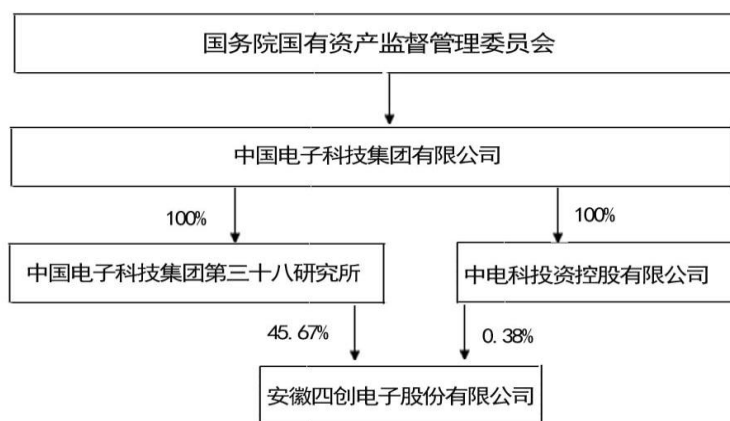 国务院国有资产监督管理委员会
中国电子科技集团有限公司
100%
100%
中国电子科技集团第三十八研究所
中电科投资控股有限公司
45.67%
0.38%
安徽四创电子股份有限公司